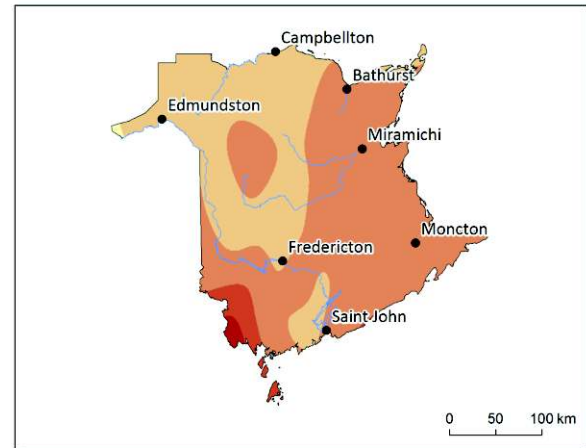 Campbellton
Bathurst
Edmundston
Miramichi
Moncton
Fredericton
Saint John
0 50 100 km